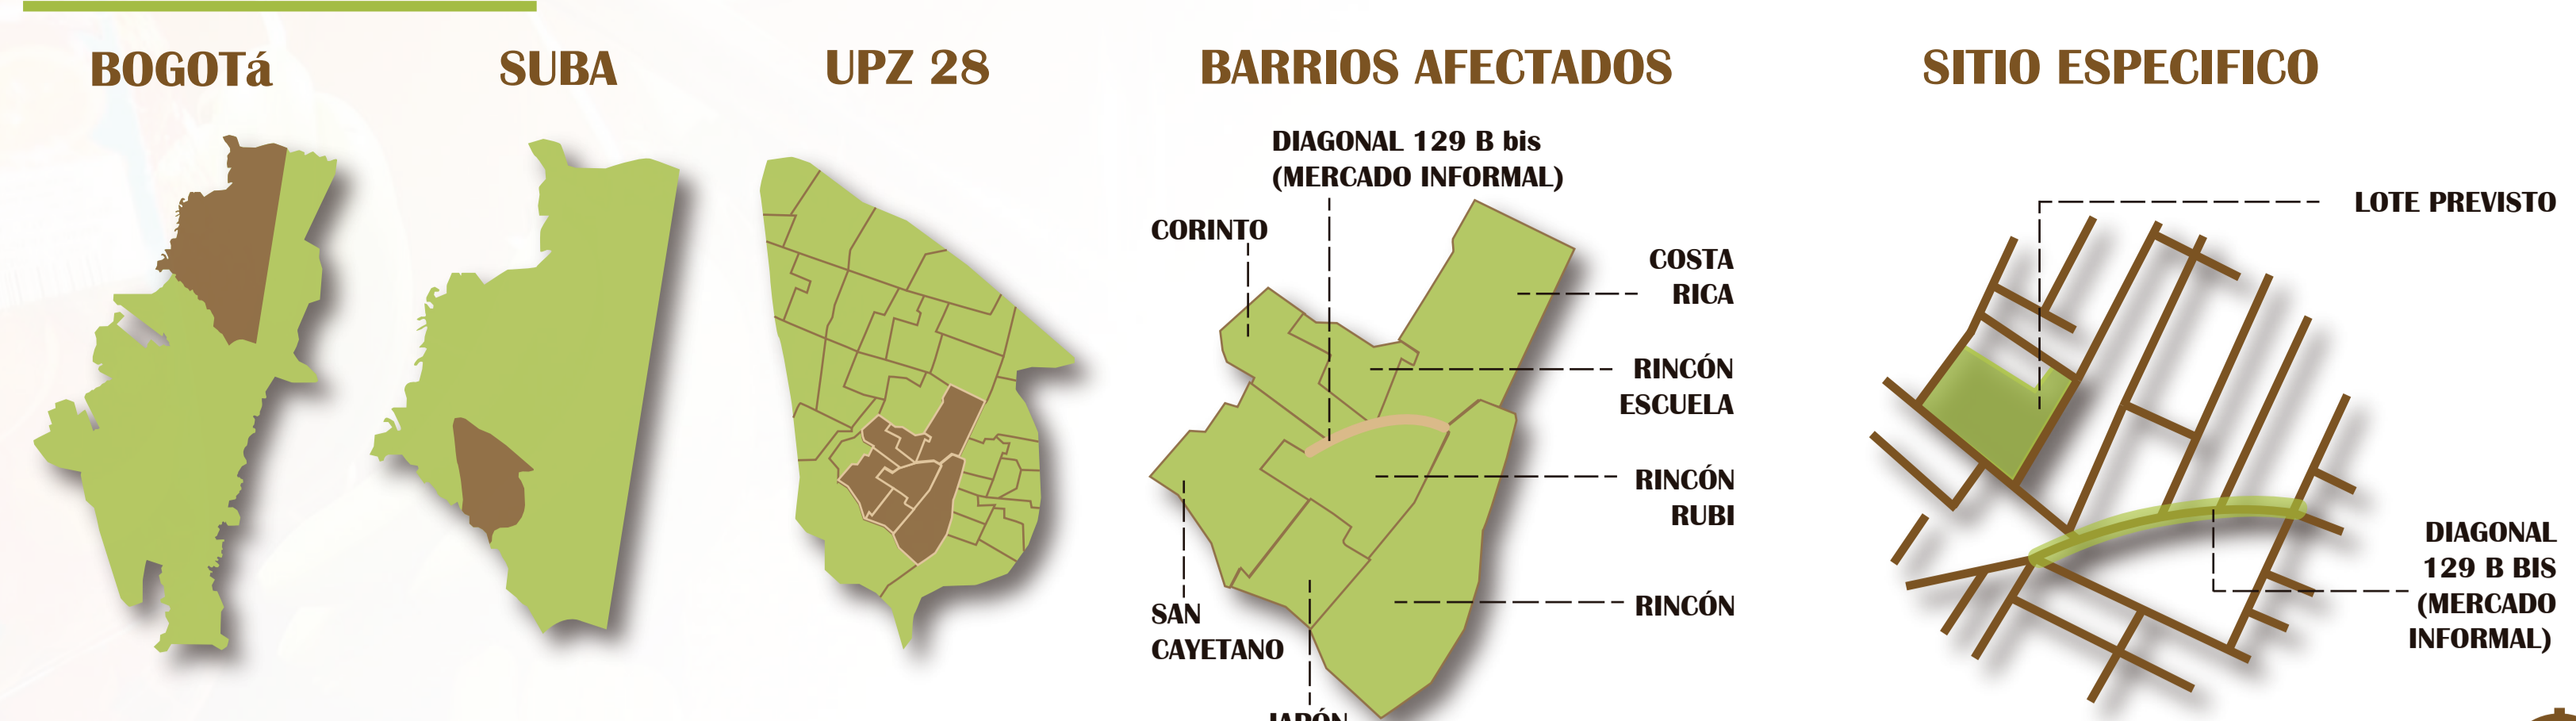 BOGOTá
SUBA
UPZ 28
BARRIOS AFECTADOS
SITIO ESPECIFICO
DIAGONAL 129 B bis
(MERCADO INFORMAL)
CORINTO
COSTA
RICA
RINCÓN
ESCUELA
RINCÓN
RUBI
RINCÓN
SAN
CAYETANO
JAPÓN
LOTE PREVISTO
DIAGONAL
129 B BIS
(MERCADO
INFORMAL)